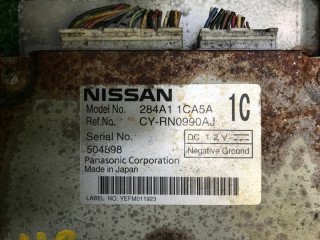 NISSAN
Model No. 284A1 1CA5A 1C
Ref.No. CY-RN0990AJ
Serial No. DC 12V
504898 Negative Ground
Panasonic Corporation
Made in Japan
LABEL NO. YEFM011923